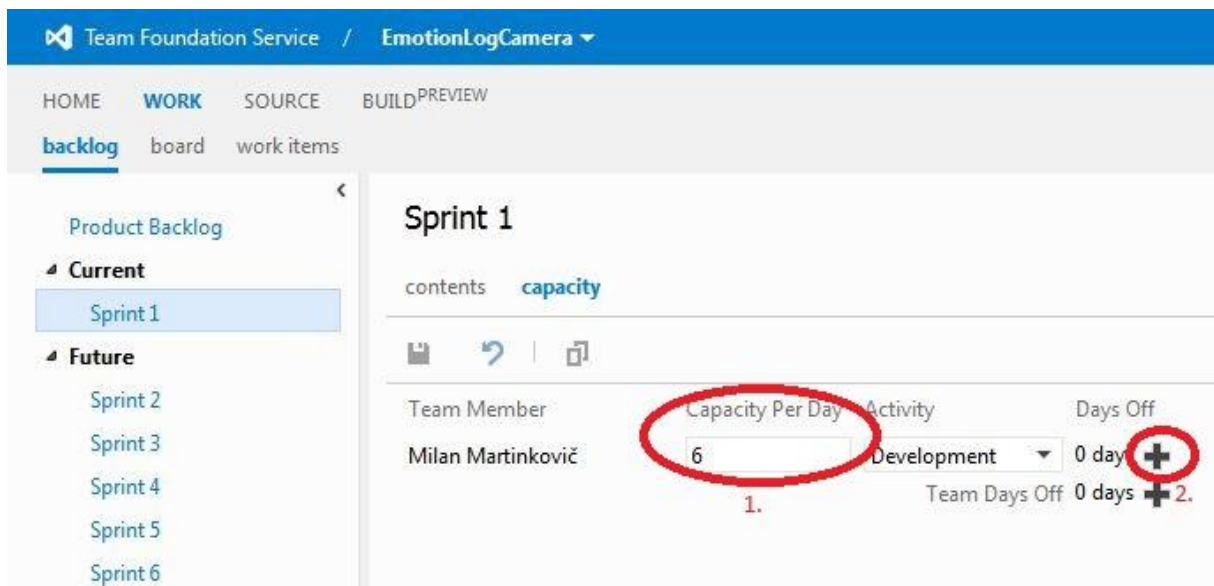 Team Foundation Service / EmotionLogCamera
HOME WORK SOURCE BUILD PREVIEW
backlog board work items
Product Backlog
Current
Sprint 1
Future
Sprint 2
Sprint 3
Sprint 4
Sprint 5
Sprint 6
Sprint 1
contents capacity
Team Member Capacity Per Day Activity Days Off
Milan Martinkovič 6 Development 0 day
Team Days Off 0 days
1.
2.